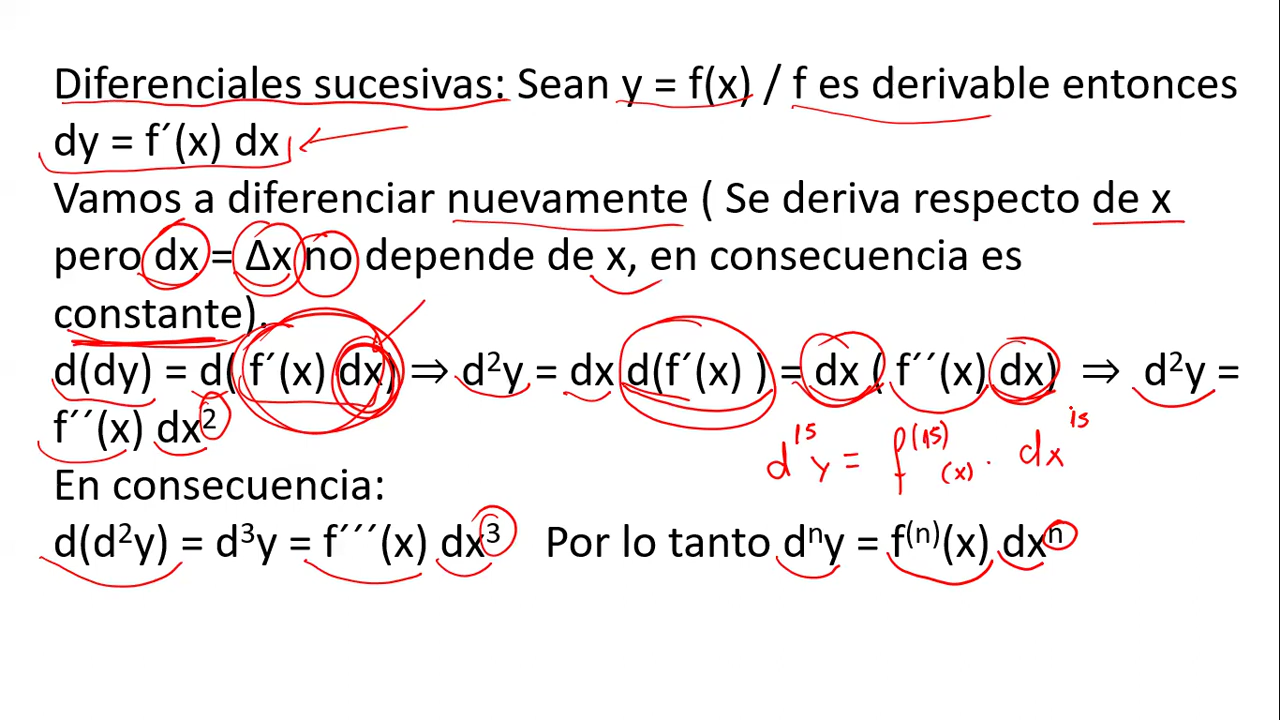 Diferenciales sucesivas: Sean y = f(x) / f es derivable entonces
dy = f´(x) dx
Vamos a diferenciar nuevamente ( Se deriva respecto de x
pero dx = Δx no depende de x, en consecuencia es
constante).
d(dy) = d( f´(x) dx) ⇒ d²y = dx d(f´(x) ) = dx ( f´´(x) dx) ⇒ d²y =
f´´(x) dx²
d¹⁵y = f⁽¹⁵⁾(x) · dx¹⁵
En consecuencia:
d(d²y) = d³y = f´´´(x) dx³ Por lo tanto dⁿy = f⁽ⁿ⁾(x) dxⁿ